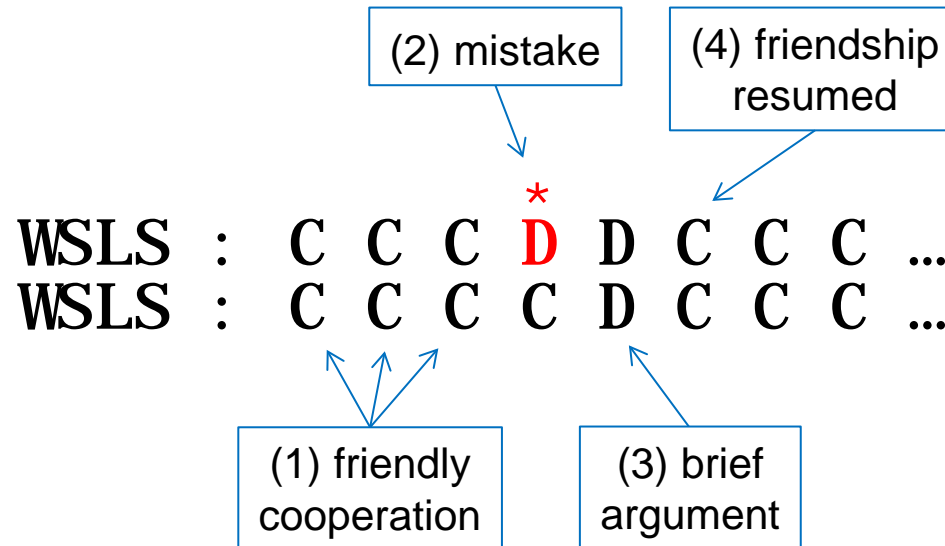 (2) mistake
(4) friendship
resumed
*
WSLS : C C C D D C C C ...
WSLS : C C C C D C C C ...
(1) friendly
cooperation
(3) brief
argument